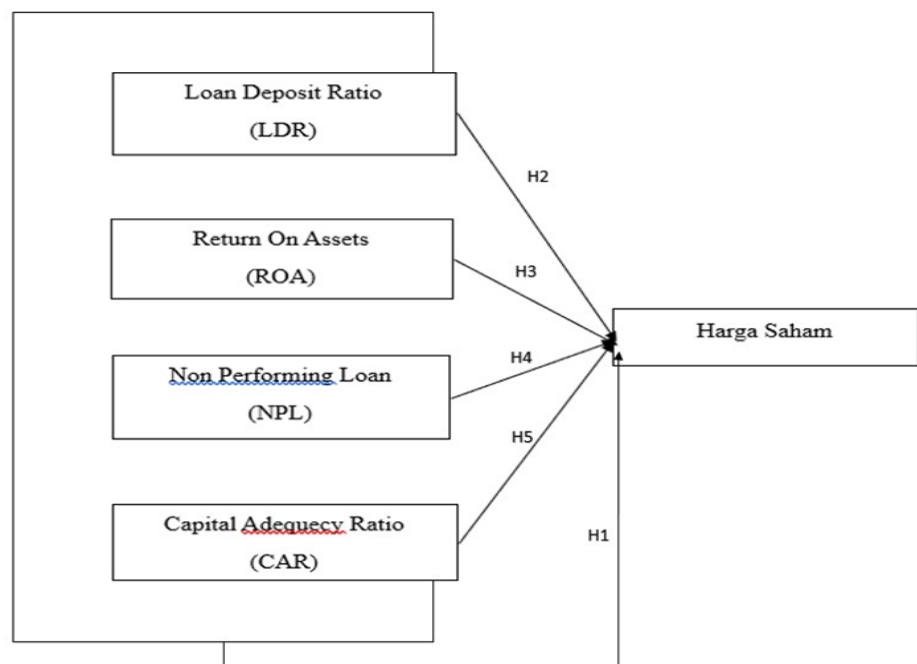 Loan Deposit Ratio
(LDR)
H2
Return On Assets
(ROA)
H3
Harga Saham
Non Performing Loan
(NPL)
H4
H5
Capital Adequecy Ratio
(CAR)
H1